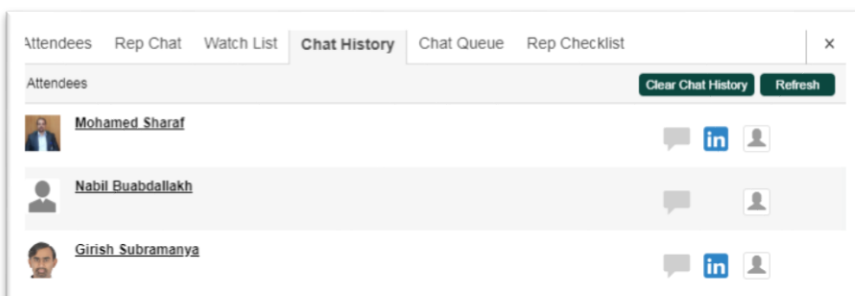 Attendees Rep Chat Watch List Chat History Chat Queue Rep Checklist ×
Attendees Clear Chat History Refresh
Mohamed Sharaf
in
Nabil Buabdallakh
Girish Subramanya
in